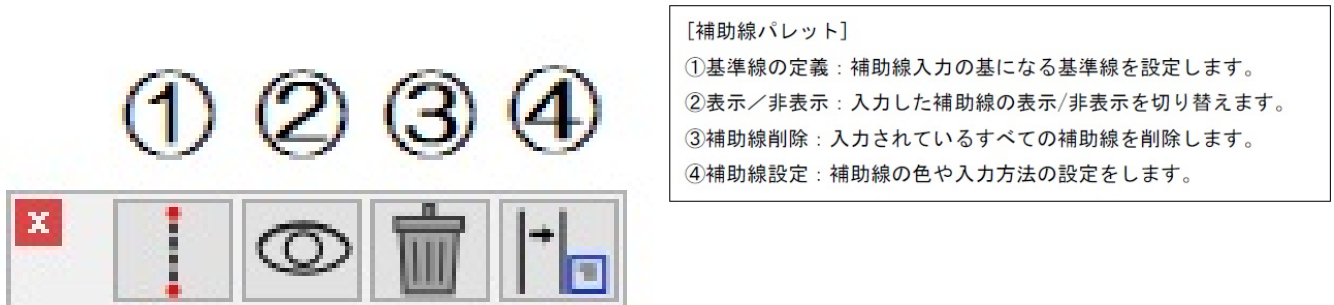 ① ② ③ ④
x
[補助線パレット]
①基準線の定義：補助線入力の基になる基準線を設定します。
②表示／非表示：入力した補助線の表示/非表示を切り替えます。
③補助線削除：入力されているすべての補助線を削除します。
④補助線設定：補助線の色や入力方法の設定をします。